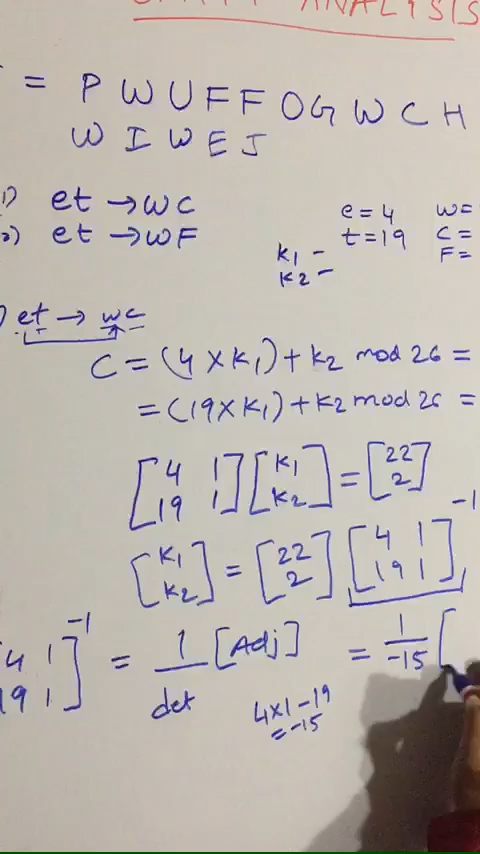 ANALYSIS
= P W U F F O G W C H
W I W E J
1) et → WC
2) et → WF
e = 4 w =
t = 19 c =
F =
K1 –
K2 –
) et → wc
C = (4 × K1) + K2 mod 26 =
= (19 × K1) + K2 mod 26 =
[4 1 19 1] [K1 K2] = [22 2]
[K1 K2] = [22 2] [4 1 19 1]^-1
[4 1 19 1]^-1 = 1/det [Adj] = 1/-15 [
4×1 – 19
= -15